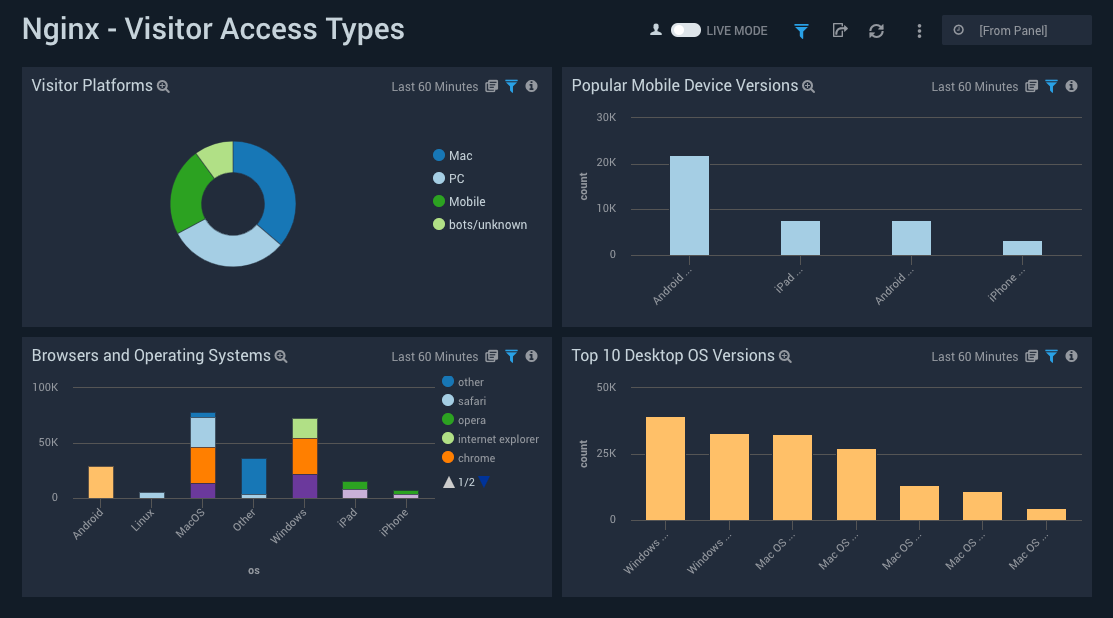 Nginx - Visitor Access Types
LIVE MODE
[From Panel]
Visitor Platforms
Last 60 Minutes
Mac
PC
Mobile
bots/unknown
Popular Mobile Device Versions
Last 60 Minutes
30K
20K
10K
0
count
Android ...
iPad ...
Android ...
iPhone ...
Browsers and Operating Systems
Last 60 Minutes
100K
50K
0
Android
Linux
MacOS
Other
Windows
iPad
iPhone
os
other
safari
opera
internet explorer
chrome
1/2
Top 10 Desktop OS Versions
Last 60 Minutes
50K
25K
0
count
Windows ...
Windows ...
Mac OS ...
Mac OS ...
Mac OS ...
Mac OS ...
Mac OS ...